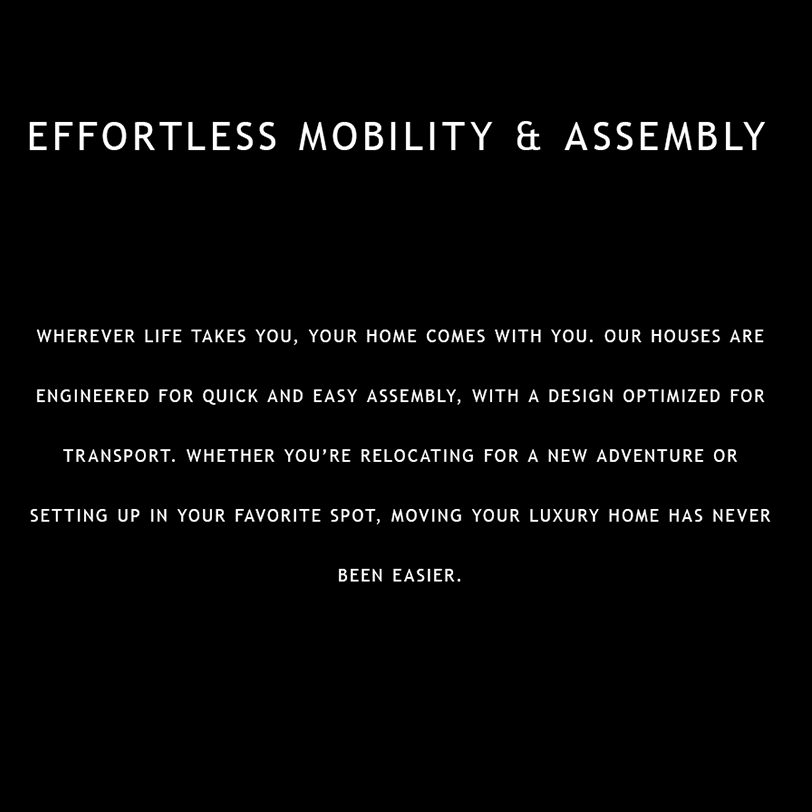 EFFORTLESS MOBILITY & ASSEMBLY
WHEREVER LIFE TAKES YOU, YOUR HOME COMES WITH YOU. OUR HOUSES ARE
ENGINEERED FOR QUICK AND EASY ASSEMBLY, WITH A DESIGN OPTIMIZED FOR
TRANSPORT. WHETHER YOU’RE RELOCATING FOR A NEW ADVENTURE OR
SETTING UP IN YOUR FAVORITE SPOT, MOVING YOUR LUXURY HOME HAS NEVER
BEEN EASIER.